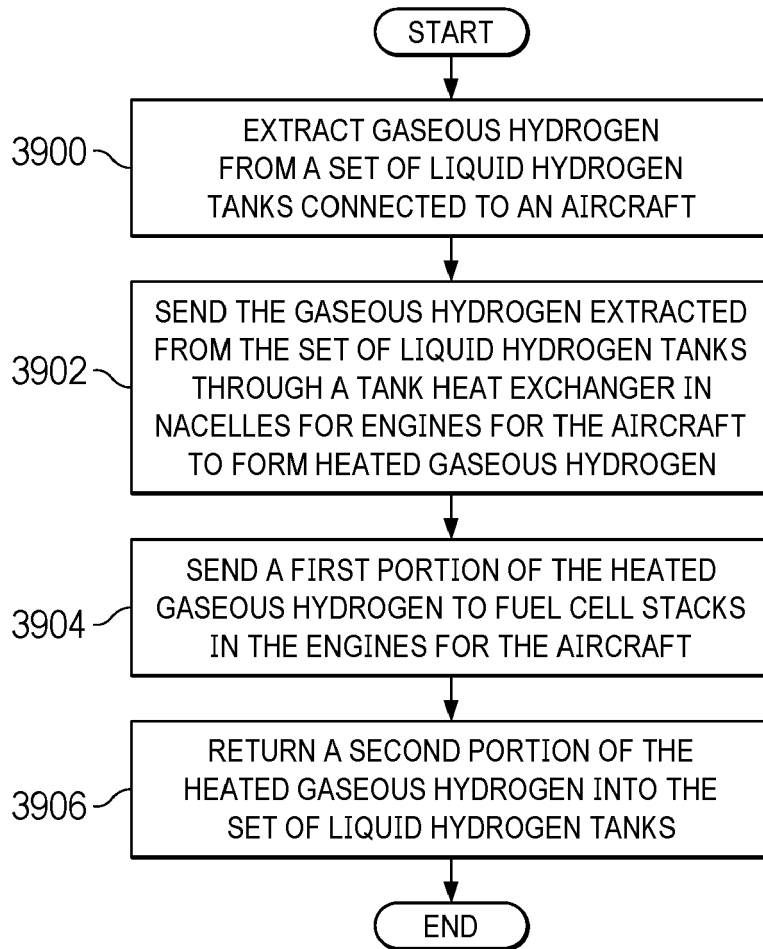 START
3900
EXTRACT GASEOUS HYDROGEN
FROM A SET OF LIQUID HYDROGEN
TANKS CONNECTED TO AN AIRCRAFT
3902
SEND THE GASEOUS HYDROGEN EXTRACTED
FROM THE SET OF LIQUID HYDROGEN TANKS
THROUGH A TANK HEAT EXCHANGER IN
NACELLES FOR ENGINES FOR THE AIRCRAFT
TO FORM HEATED GASEOUS HYDROGEN
3904
SEND A FIRST PORTION OF THE HEATED
GASEOUS HYDROGEN TO FUEL CELL STACKS
IN THE ENGINES FOR THE AIRCRAFT
3906
RETURN A SECOND PORTION OF THE
HEATED GASEOUS HYDROGEN INTO THE
SET OF LIQUID HYDROGEN TANKS
END